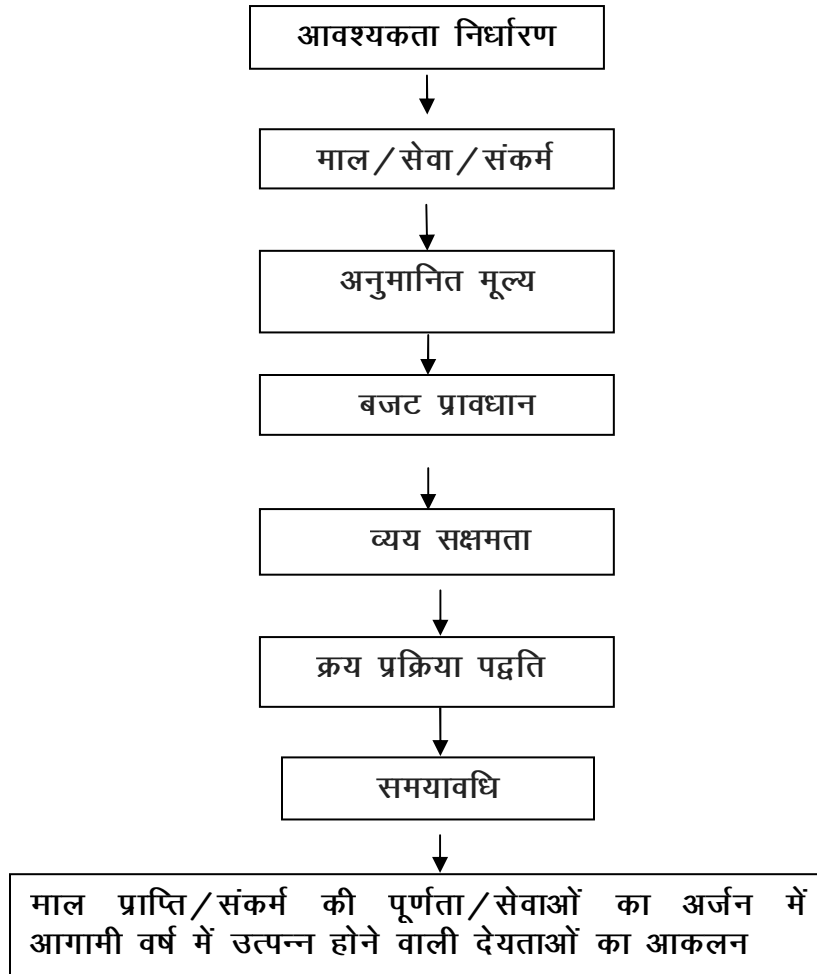 आवश्यकता निर्धारण
माल/सेवा/संकर्म
अनुमानित मूल्य
बजट प्रावधान
व्यय सक्षमता
क्रय प्रक्रिया पद्वति
समयावधि
माल प्राप्ति/संकर्म की पूर्णता/सेवाओं का अर्जन में
आगामी वर्ष में उत्पन्न होने वाली देयताओं का आकलन